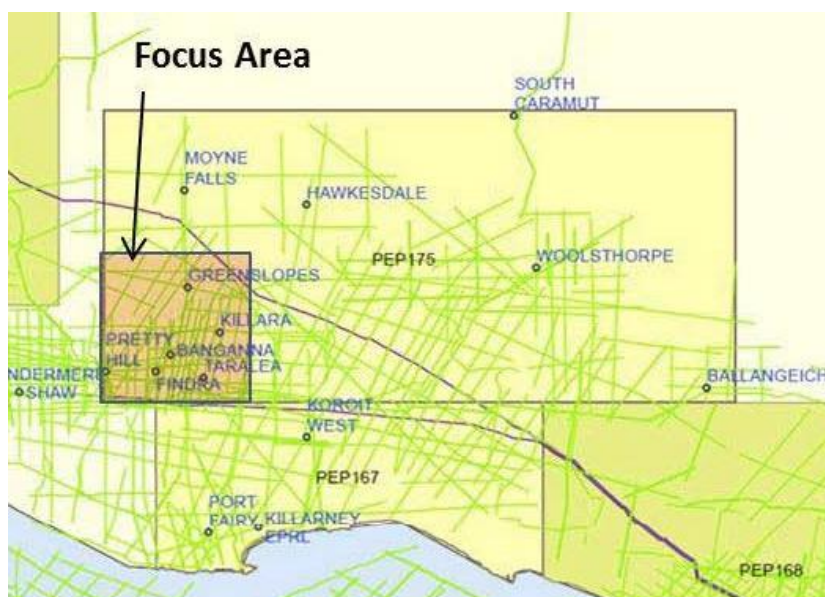 Focus Area
SOUTH
CARAMUT
MOYNE
FALLS
HAWKESDALE
PEP175
WOOLSTHORPE
GREENSLOPES
KILLARA
PRETTY
HILL
BANGANNA
TARALEA
FINDRA
NDERMERE
SHAW
BALLANGEICH
KOROIT
WEST
PEP167
PORT
FAIRY
KILLARNEY
EPRL
PEP168